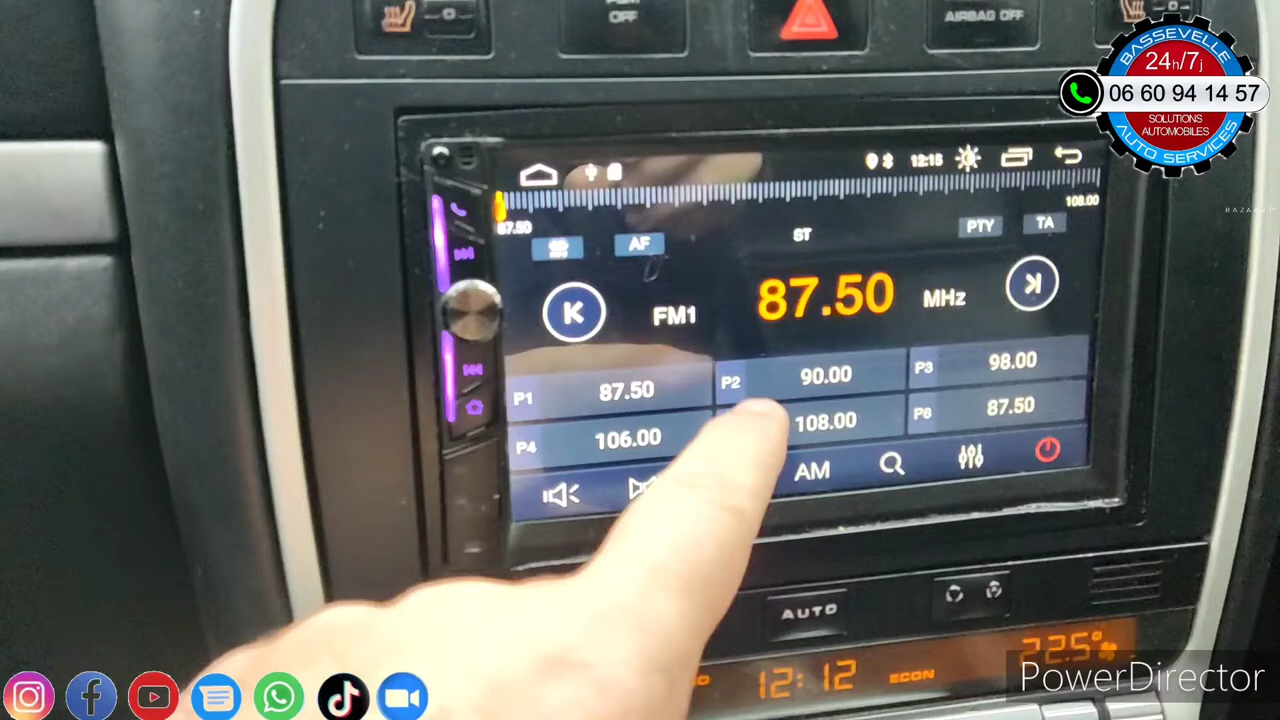 OFF
AIRBAG OFF
BASSEVELLE
24h/7j
06 60 94 14 57
SOLUTIONS
AUTOMOBILES
AUTO SERVICES
12:15
87.50
108.00
AF
ST
PTY
TA
FM1
87.50
MHz
P1 87.50
P2 90.00
P3 98.00
P4 106.00
108.00
P6 87.50
AM
AUTO
12:12
ECON
22.5°
PowerDirector